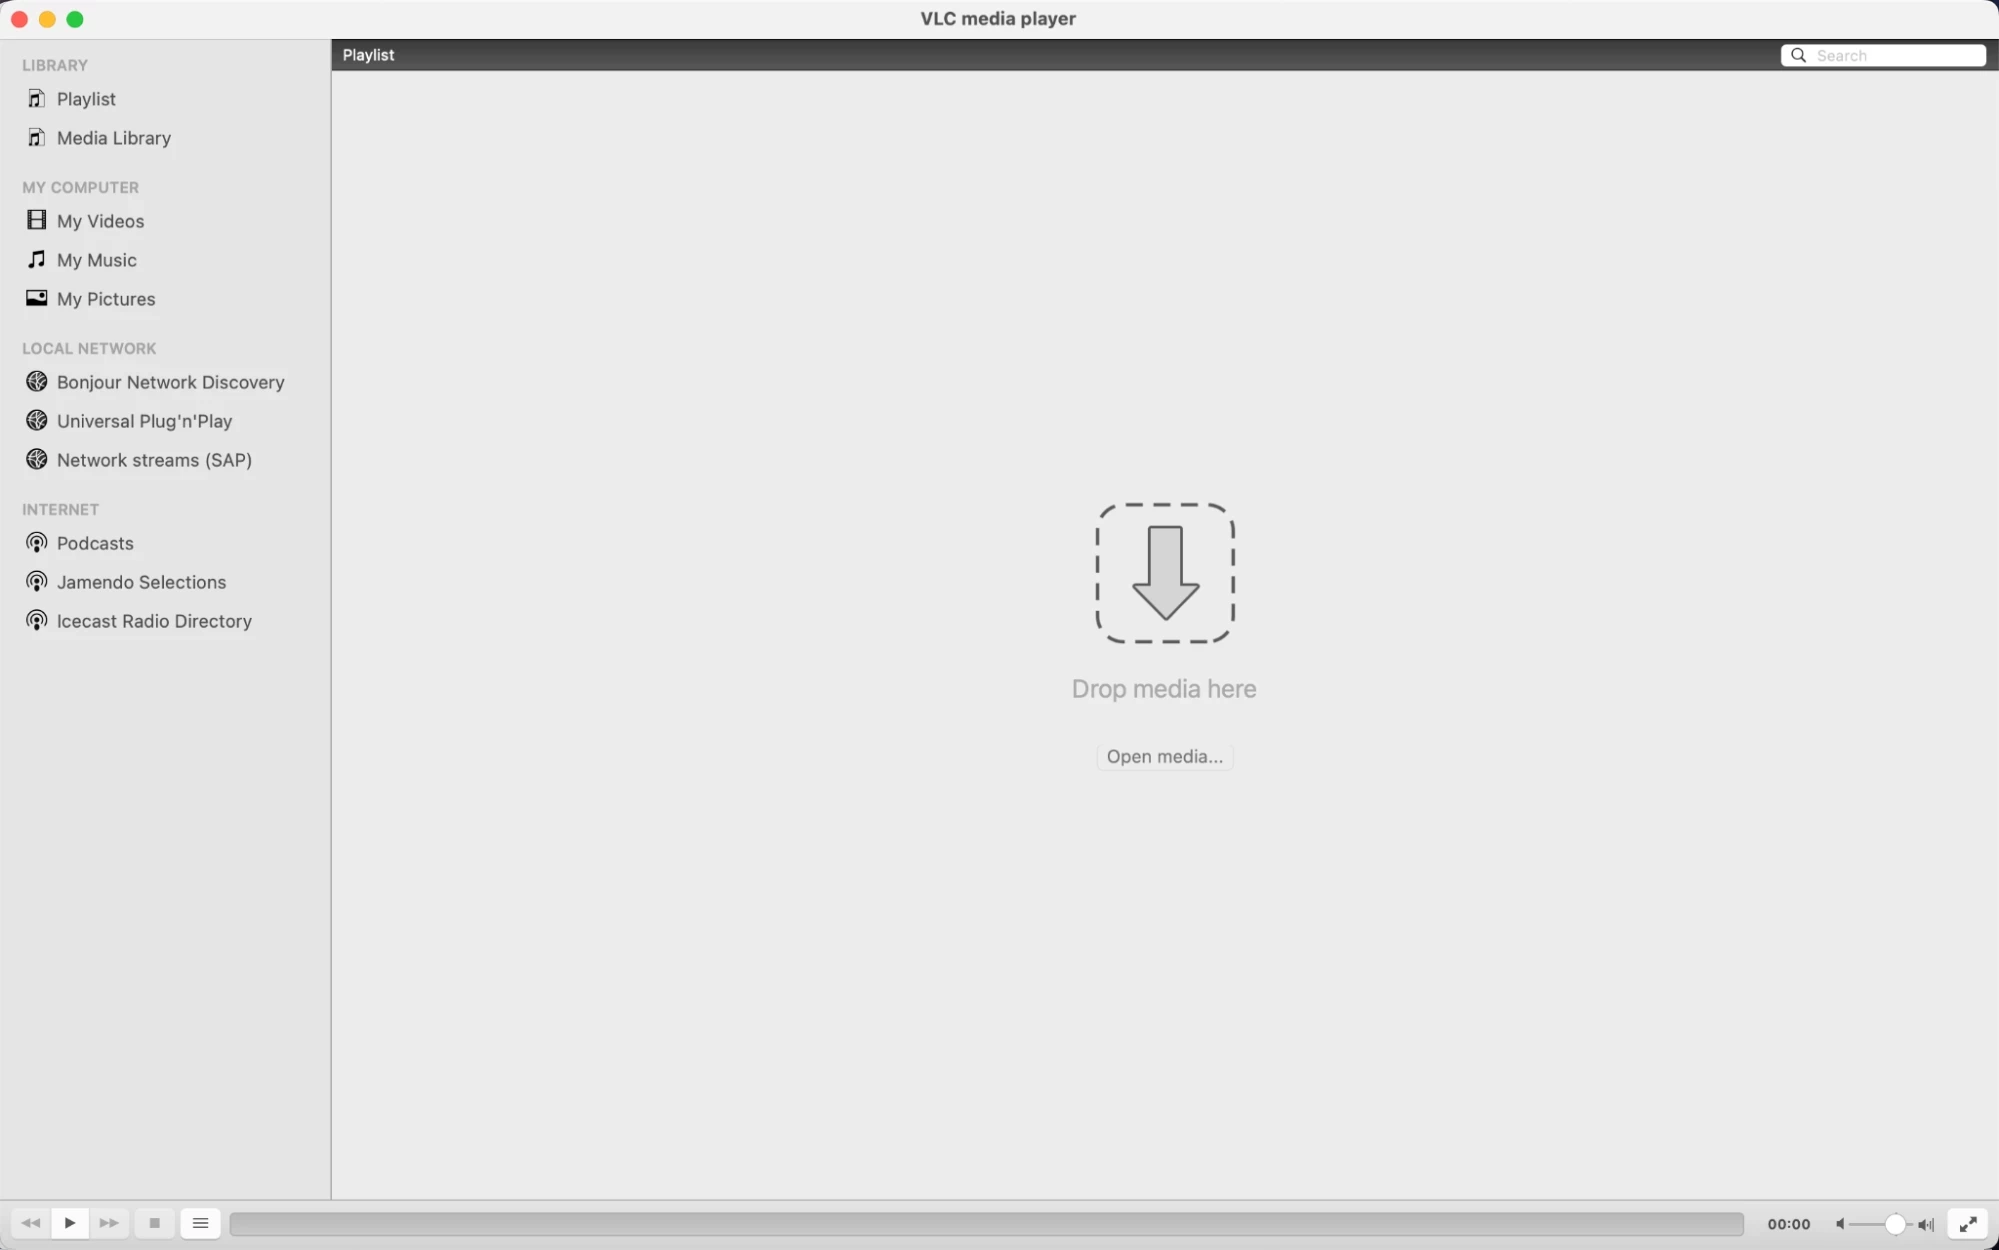 VLC media player
LIBRARY
Playlist
Media Library
MY COMPUTER
My Videos
My Music
My Pictures
LOCAL NETWORK
Bonjour Network Discovery
Universal Plug'n'Play
Network streams (SAP)
INTERNET
Podcasts
Jamendo Selections
Icecast Radio Directory
Playlist
Search
Drop media here
Open media...
00:00